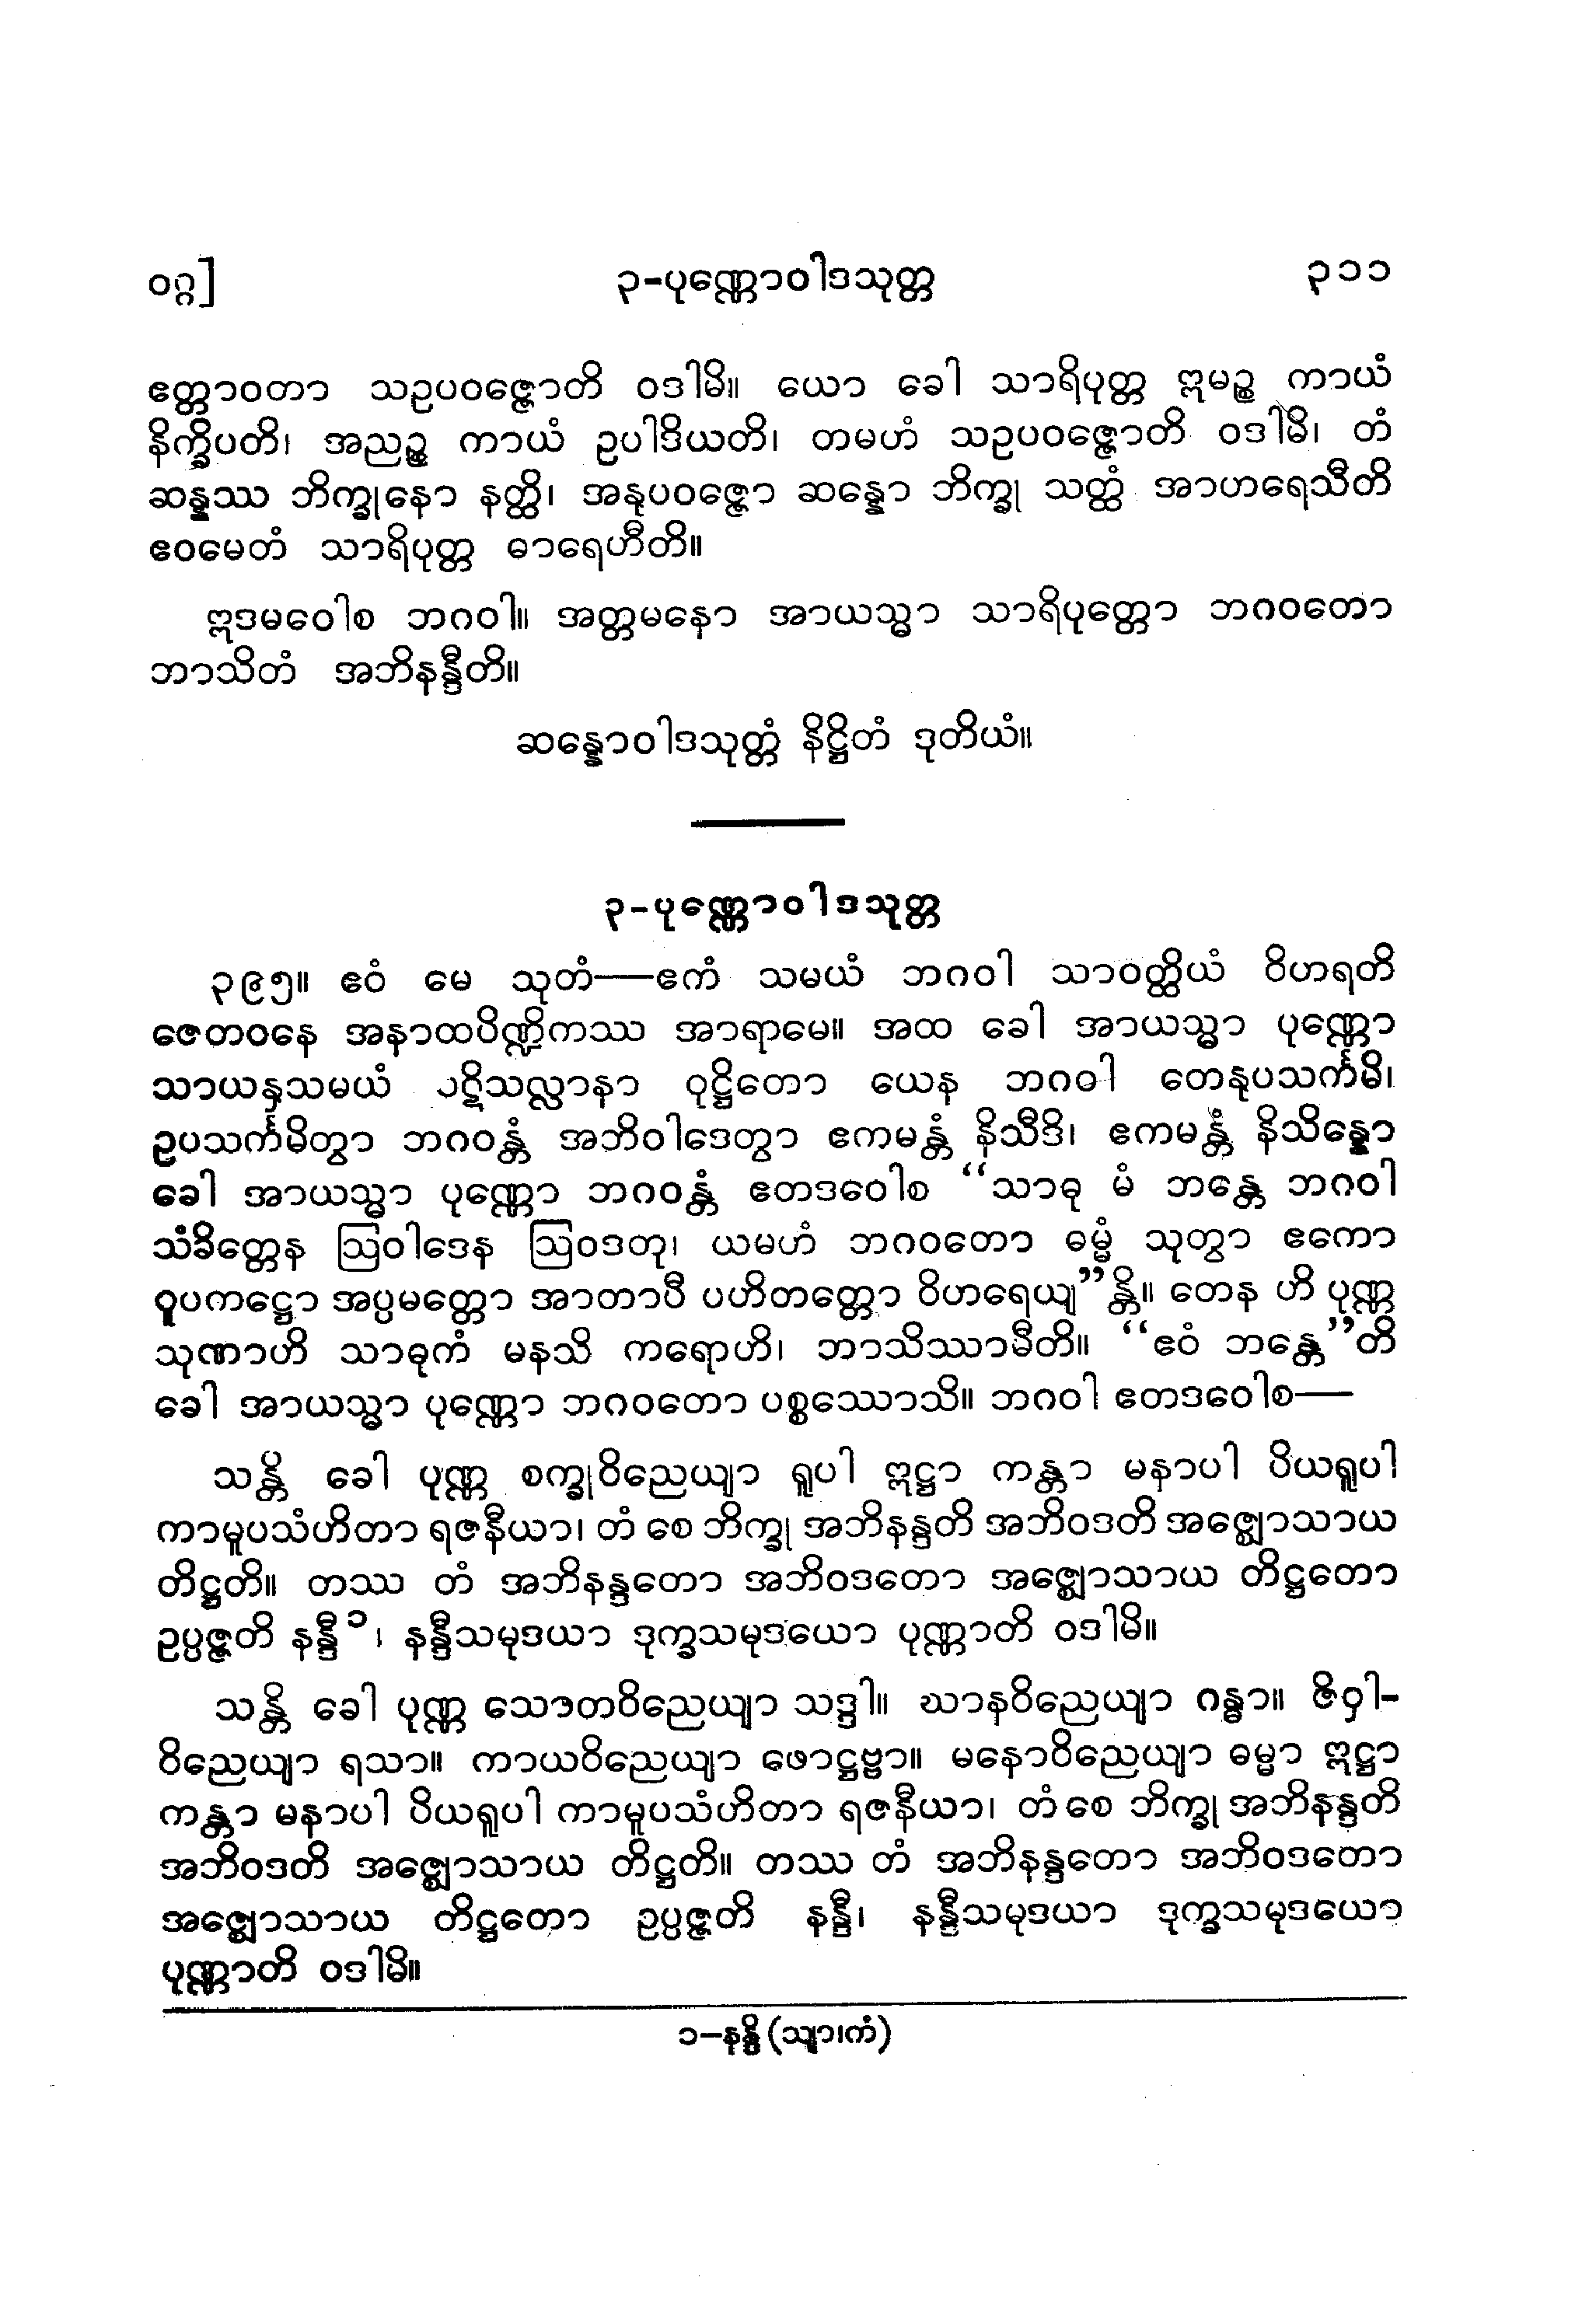 ဝဂ္ဂ] ၃-ပုဏ္ဏောဝါဒသုတ္တ ၃၁၁
ဧတ္တာဝတာ သဥပဝဇ္ဇောတိ ဝဒါမိ။ ယော ခေါ သာရိပုတ္တ ဣမဉ္စ ကာယံ
နိက္ခိပတိ၊ အညဉ္စ ကာယံ ဥပါဒိယတိ၊ တမဟံ သဥပဝဇ္ဇောတိ ဝဒါမိ၊ တံ
ဆန္နဿ ဘိက္ခုနော နတ္ထိ၊ အနုပဝဇ္ဇော ဆန္နော ဘိက္ခု သတ္ထံ အာဟရေသီတိ
ဧဝမေတံ သာရိပုတ္တ ဓာရေဟီတိ။
ဣဒမဝေါစ ဘဂဝါ။ အတ္တမနော အာယသ္မာ သာရိပုတ္တော ဘဂဝတော
ဘာသိတံ အဘိနန္ဒီတိ။
ဆန္နောဝါဒသုတ္တံ နိဋ္ဌိတံ ဒုတိယံ။
၃-ပုဏ္ဏောဝါဒသုတ္တ
၃၉၅။ ဧဝံ မေ သုတံ—ဧကံ သမယံ ဘဂဝါ သာဝတ္ထိယံ ဝိဟရတိ
ဇေတဝနေ အနာထပိဏ္ဍိကဿ အာရာမေ။ အထ ခေါ အာယသ္မာ ပုဏ္ဏော
သာယနှသမယံ ပဋိသလ္လာနာ ဝုဋ္ဌိတော ယေန ဘဂဝါ တေနုပသင်္ကမိ၊
ဥပသင်္ကမိတွာ ဘဂဝန္တံ အဘိဝါဒေတွာ ဧကမန္တံ နိသီဒိ၊ ဧကမန္တံ နိသိန္နော
ခေါ အာယသ္မာ ပုဏ္ဏော ဘဂဝန္တံ ဧတဒဝေါစ “သာဓု မံ ဘန္တေ ဘဂဝါ
သံခိတ္တေန ဩဝါဒေန ဩဝဒတု၊ ယမဟံ ဘဂဝတော ဓမ္မံ သုတွာ ဧကော
ဝူပကဋ္ဌော အပ္ပမတ္တော အာတာပီ ပဟိတတ္တော ဝိဟရေယျ”န္တိ။ တေန ဟိ ပုဏ္ဏ
သုဏာဟိ သာဓုကံ မနသိ ကရောဟိ၊ ဘာသိဿာမီတိ။ “ဧဝံ ဘန္တေ”တိ
ခေါ အာယသ္မာ ပုဏ္ဏော ဘဂဝတော ပစ္စဿောသိ။ ဘဂဝါ ဧတဒဝေါစ—
သန္တိ ခေါ ပုဏ္ဏ စက္ခုဝိညေယျာ ရူပါ ဣဋ္ဌာ ကန္တာ မနာပါ ပိယရူပါ
ကာမူပသံဟိတာ ရဇနီယာ၊ တံ စေ ဘိက္ခု အဘိနန္ဒတိ အဘိဝဒတိ အဇ္ဈောသာယ
တိဋ္ဌတိ။ တဿ တံ အဘိနန္ဒတော အဘိဝဒတော အဇ္ဈောသာယ တိဋ္ဌတော
ဥပ္ပဇ္ဇတိ နန္ဒီ၁၊ နန္ဒီသမုဒယာ ဒုက္ခသမုဒယော ပုဏ္ဏာတိ ဝဒါမိ။
သန္တိ ခေါ ပုဏ္ဏ သောတဝိညေယျာ သဒ္ဒါ။ ဃာနဝိညေယျာ ဂန္ဓာ။ ဇိဝှါ-
ဝိညေယျာ ရသာ။ ကာယဝိညေယျာ ဖောဋ္ဌဗ္ဗာ။ မနောဝိညေယျာ ဓမ္မာ ဣဋ္ဌာ
ကန္တာ မနာပါ ပိယရူပါ ကာမူပသံဟိတာ ရဇနီယာ၊ တံ စေ ဘိက္ခု အဘိနန္ဒတိ
အဘိဝဒတိ အဇ္ဈောသာယ တိဋ္ဌတိ။ တဿ တံ အဘိနန္ဒတော အဘိဝဒတော
အဇ္ဈောသာယ တိဋ္ဌတော ဥပ္ပဇ္ဇတိ နန္ဒီ၊ နန္ဒီသမုဒယာ ဒုက္ခသမုဒယော
ပုဏ္ဏာတိ ဝဒါမိ။
၁—နန္ဒိ (သျာ၊ကံ)